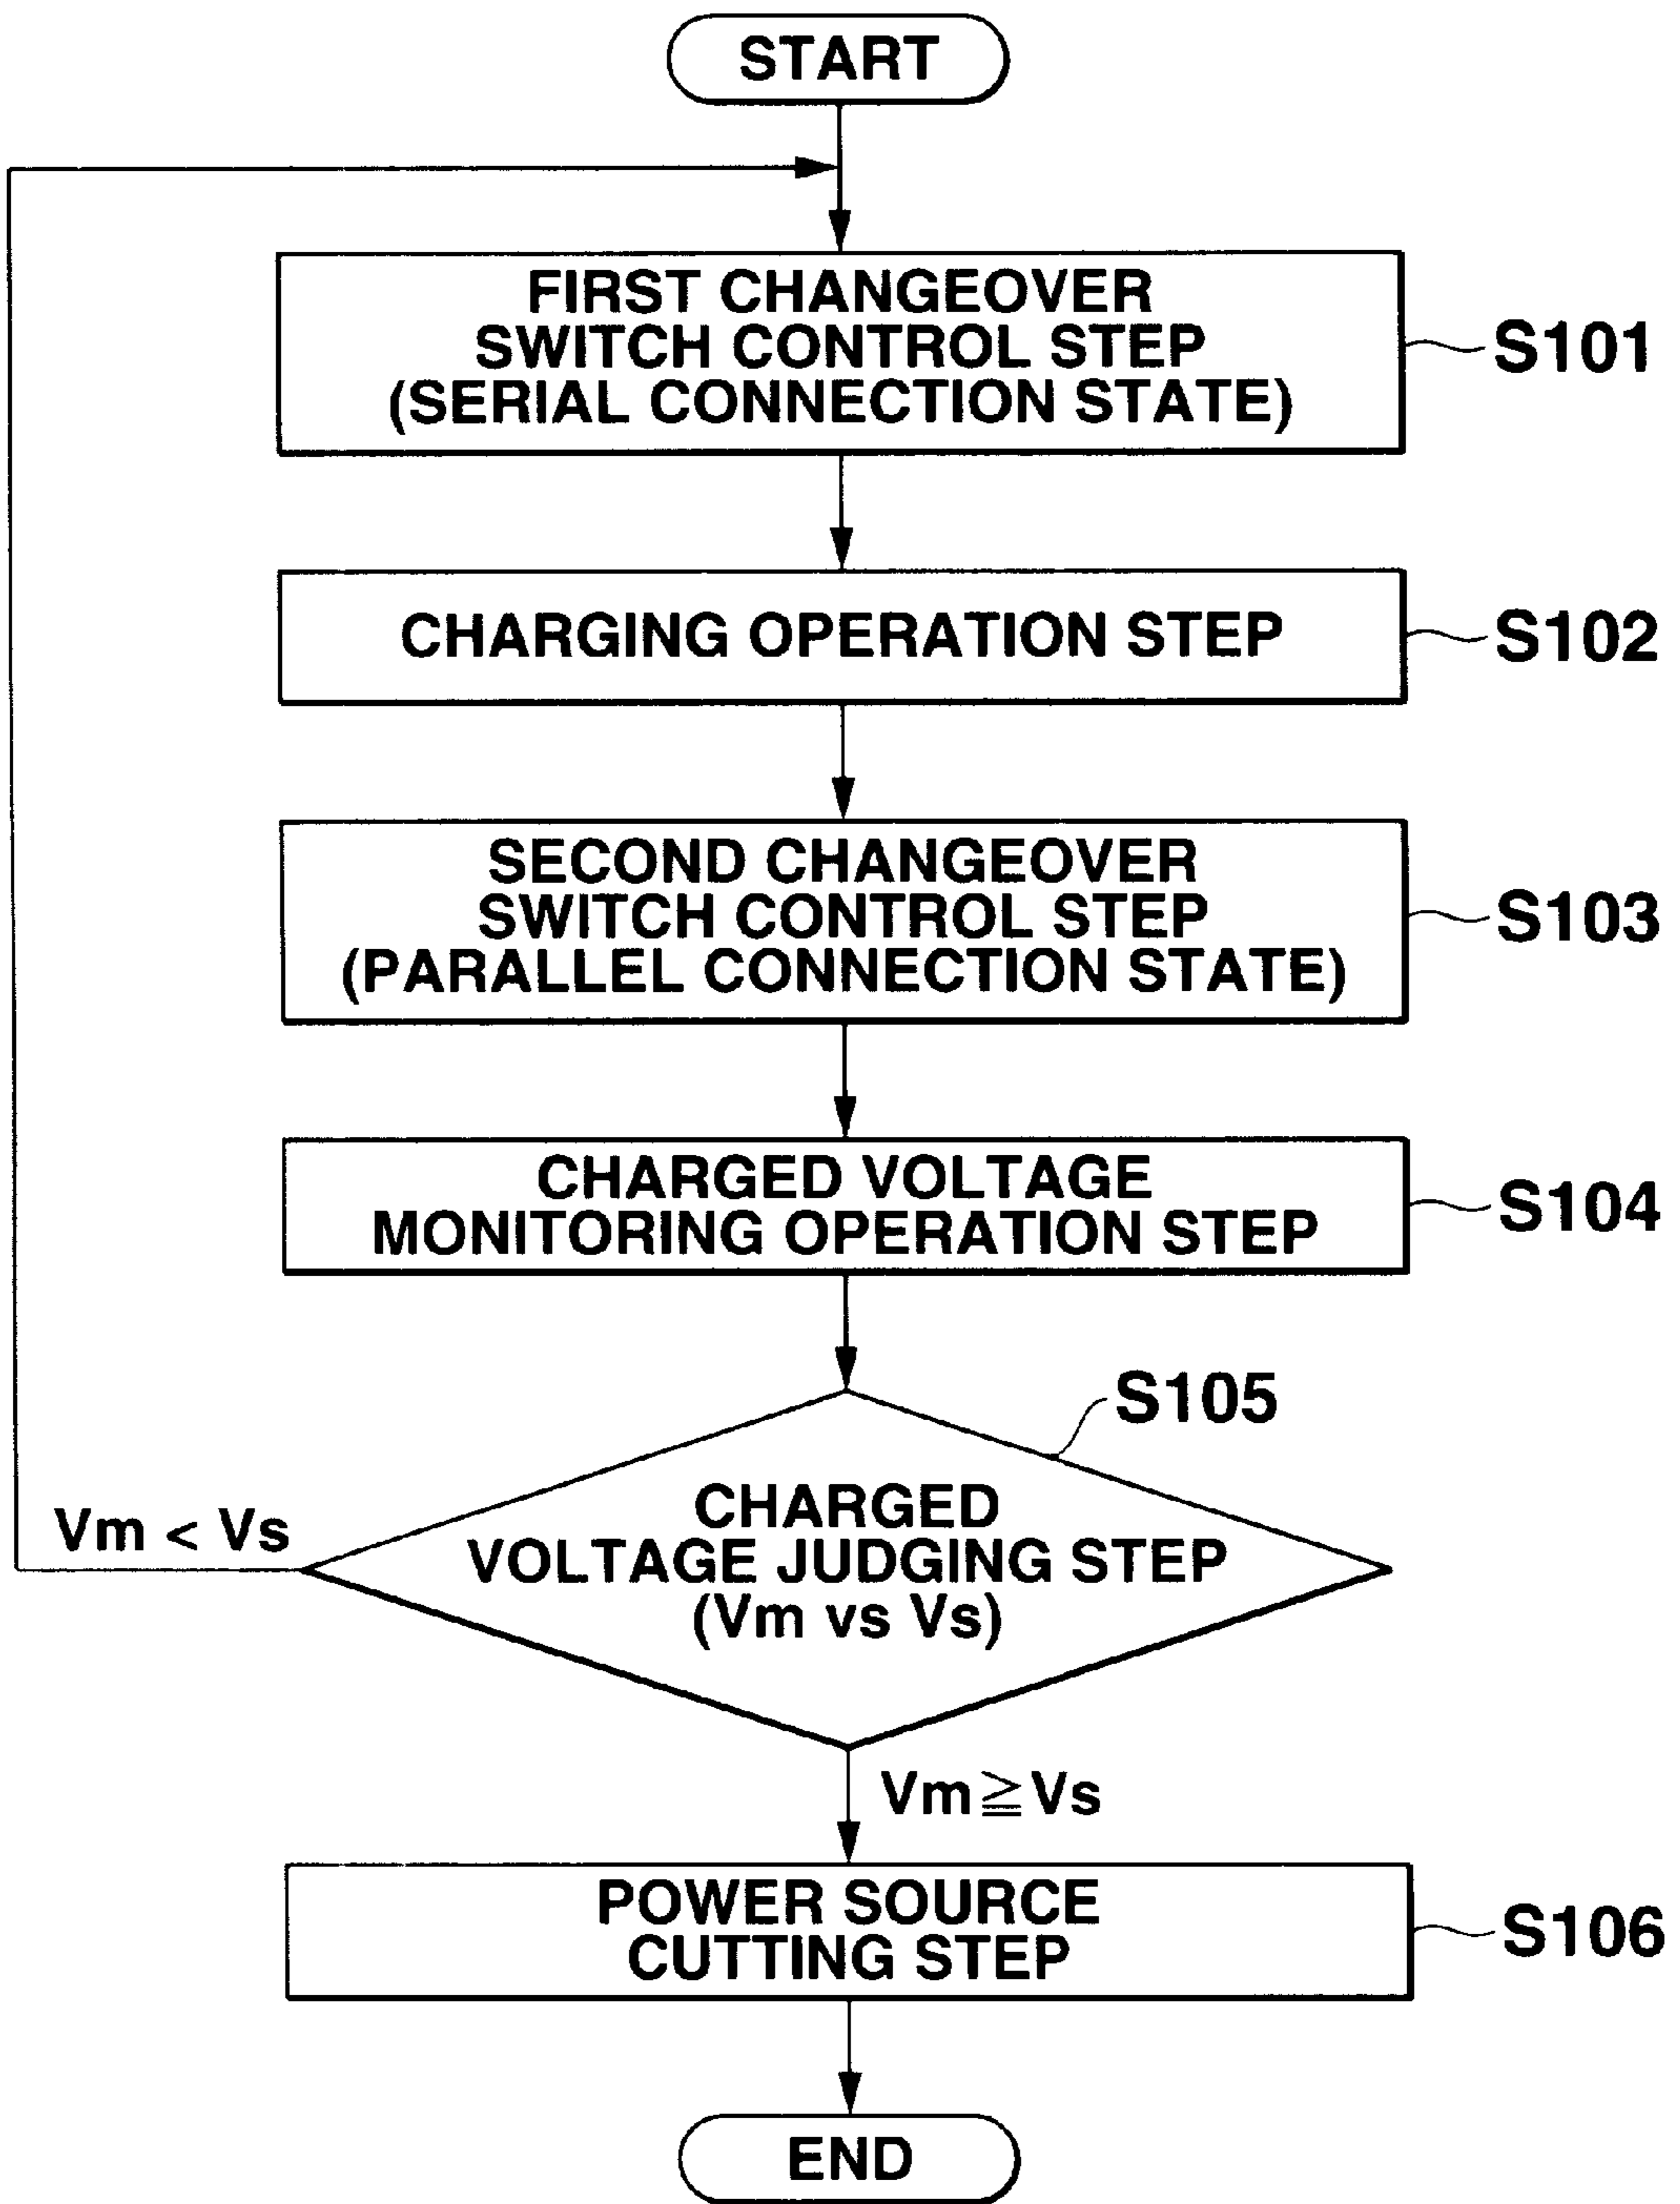 START
FIRST CHANGEOVER
SWITCH CONTROL STEP
(SERIAL CONNECTION STATE)
S101
CHARGING OPERATION STEP
S102
SECOND CHANGEOVER
SWITCH CONTROL STEP
(PARALLEL CONNECTION STATE)
S103
CHARGED VOLTAGE
MONITORING OPERATION STEP
S104
S105
CHARGED
VOLTAGE JUDGING STEP
(Vm vs Vs)
Vm < Vs
Vm≧Vs
POWER SOURCE
CUTTING STEP
S106
END